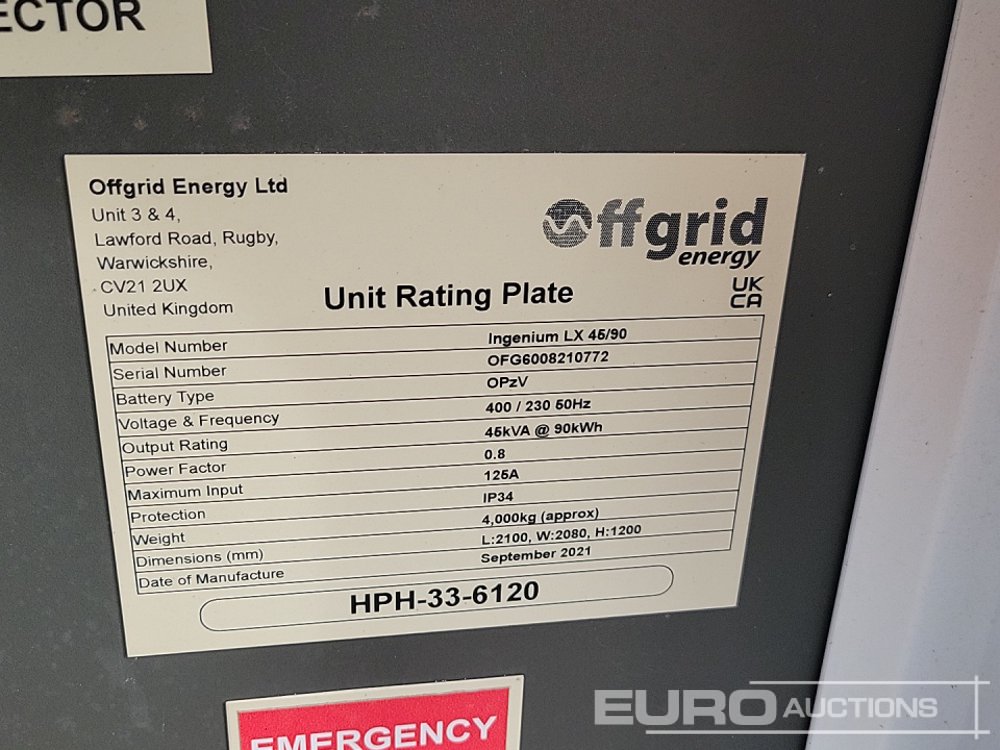 ECTOR
Offgrid Energy Ltd
Unit 3 & 4,
Lawford Road, Rugby,
Warwickshire,
CV21 2UX
United Kingdom
Offgrid
energy
UK
CA
Unit Rating Plate
Model Number Ingenium LX 45/90
Serial Number OFG6008210772
Battery Type OPzV
Voltage & Frequency 400 / 230 50Hz
Output Rating 45kVA @ 90kWh
Power Factor 0.8
Maximum Input 125A
Protection IP34
Weight 4,000kg (approx)
Dimensions (mm) L:2100, W:2080, H:1200
Date of Manufacture September 2021
HPH-33-6120
EMERGENCY
EURO AUCTIONS